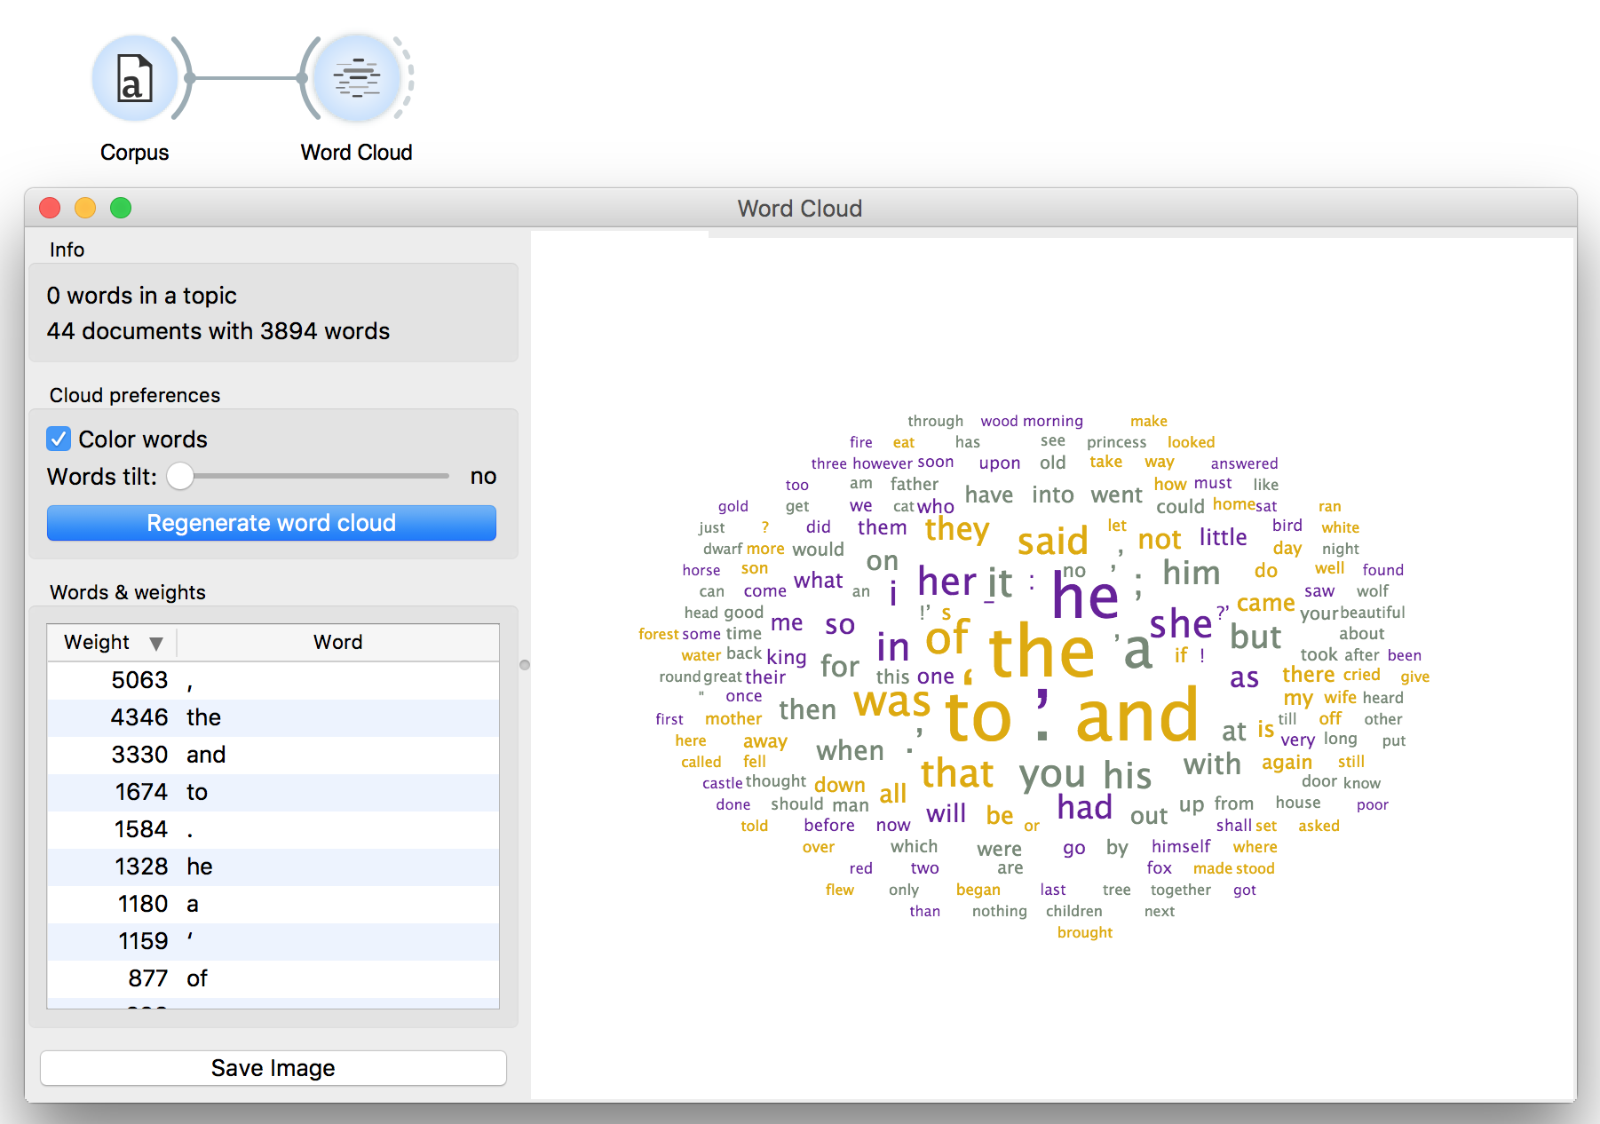 a
Corpus Word Cloud
Word Cloud
Info
0 words in a topic
44 documents with 3894 words
Cloud preferences
Color words
Words tilt: no
Regenerate word cloud
Words & weights
Weight ▼ Word
5063 ,
4346 the
3330 and
1674 to
1584 .
1328 he
1180 a
1159 ‘
877 of
Save Image
through wood morning make
fire eat has see princess looked
three however soon upon old take way answered
too am father have into went how must like
gold get we cat who could home sat ran
just ? did them they said , let not little bird white
dwarf more would on no ’ ; him day night
horse son what i her it : he do well found
can come an saw wolf
head good !’ s she ?’ came your beautiful
forest some time me so in of the ’ a but about
water back king for if ! took after been
round great their this one ‘ as there cried give
" once then was to ’ . and my wife heard
first mother at is till off other
here away when .’ very long put
called fell that you his with again still
castle thought down all door know
done should man will be had out up from house poor
told before now or shall set asked
over which were go by himself where
red two are fox made stood
flew only began last tree together got
than nothing children next
brought